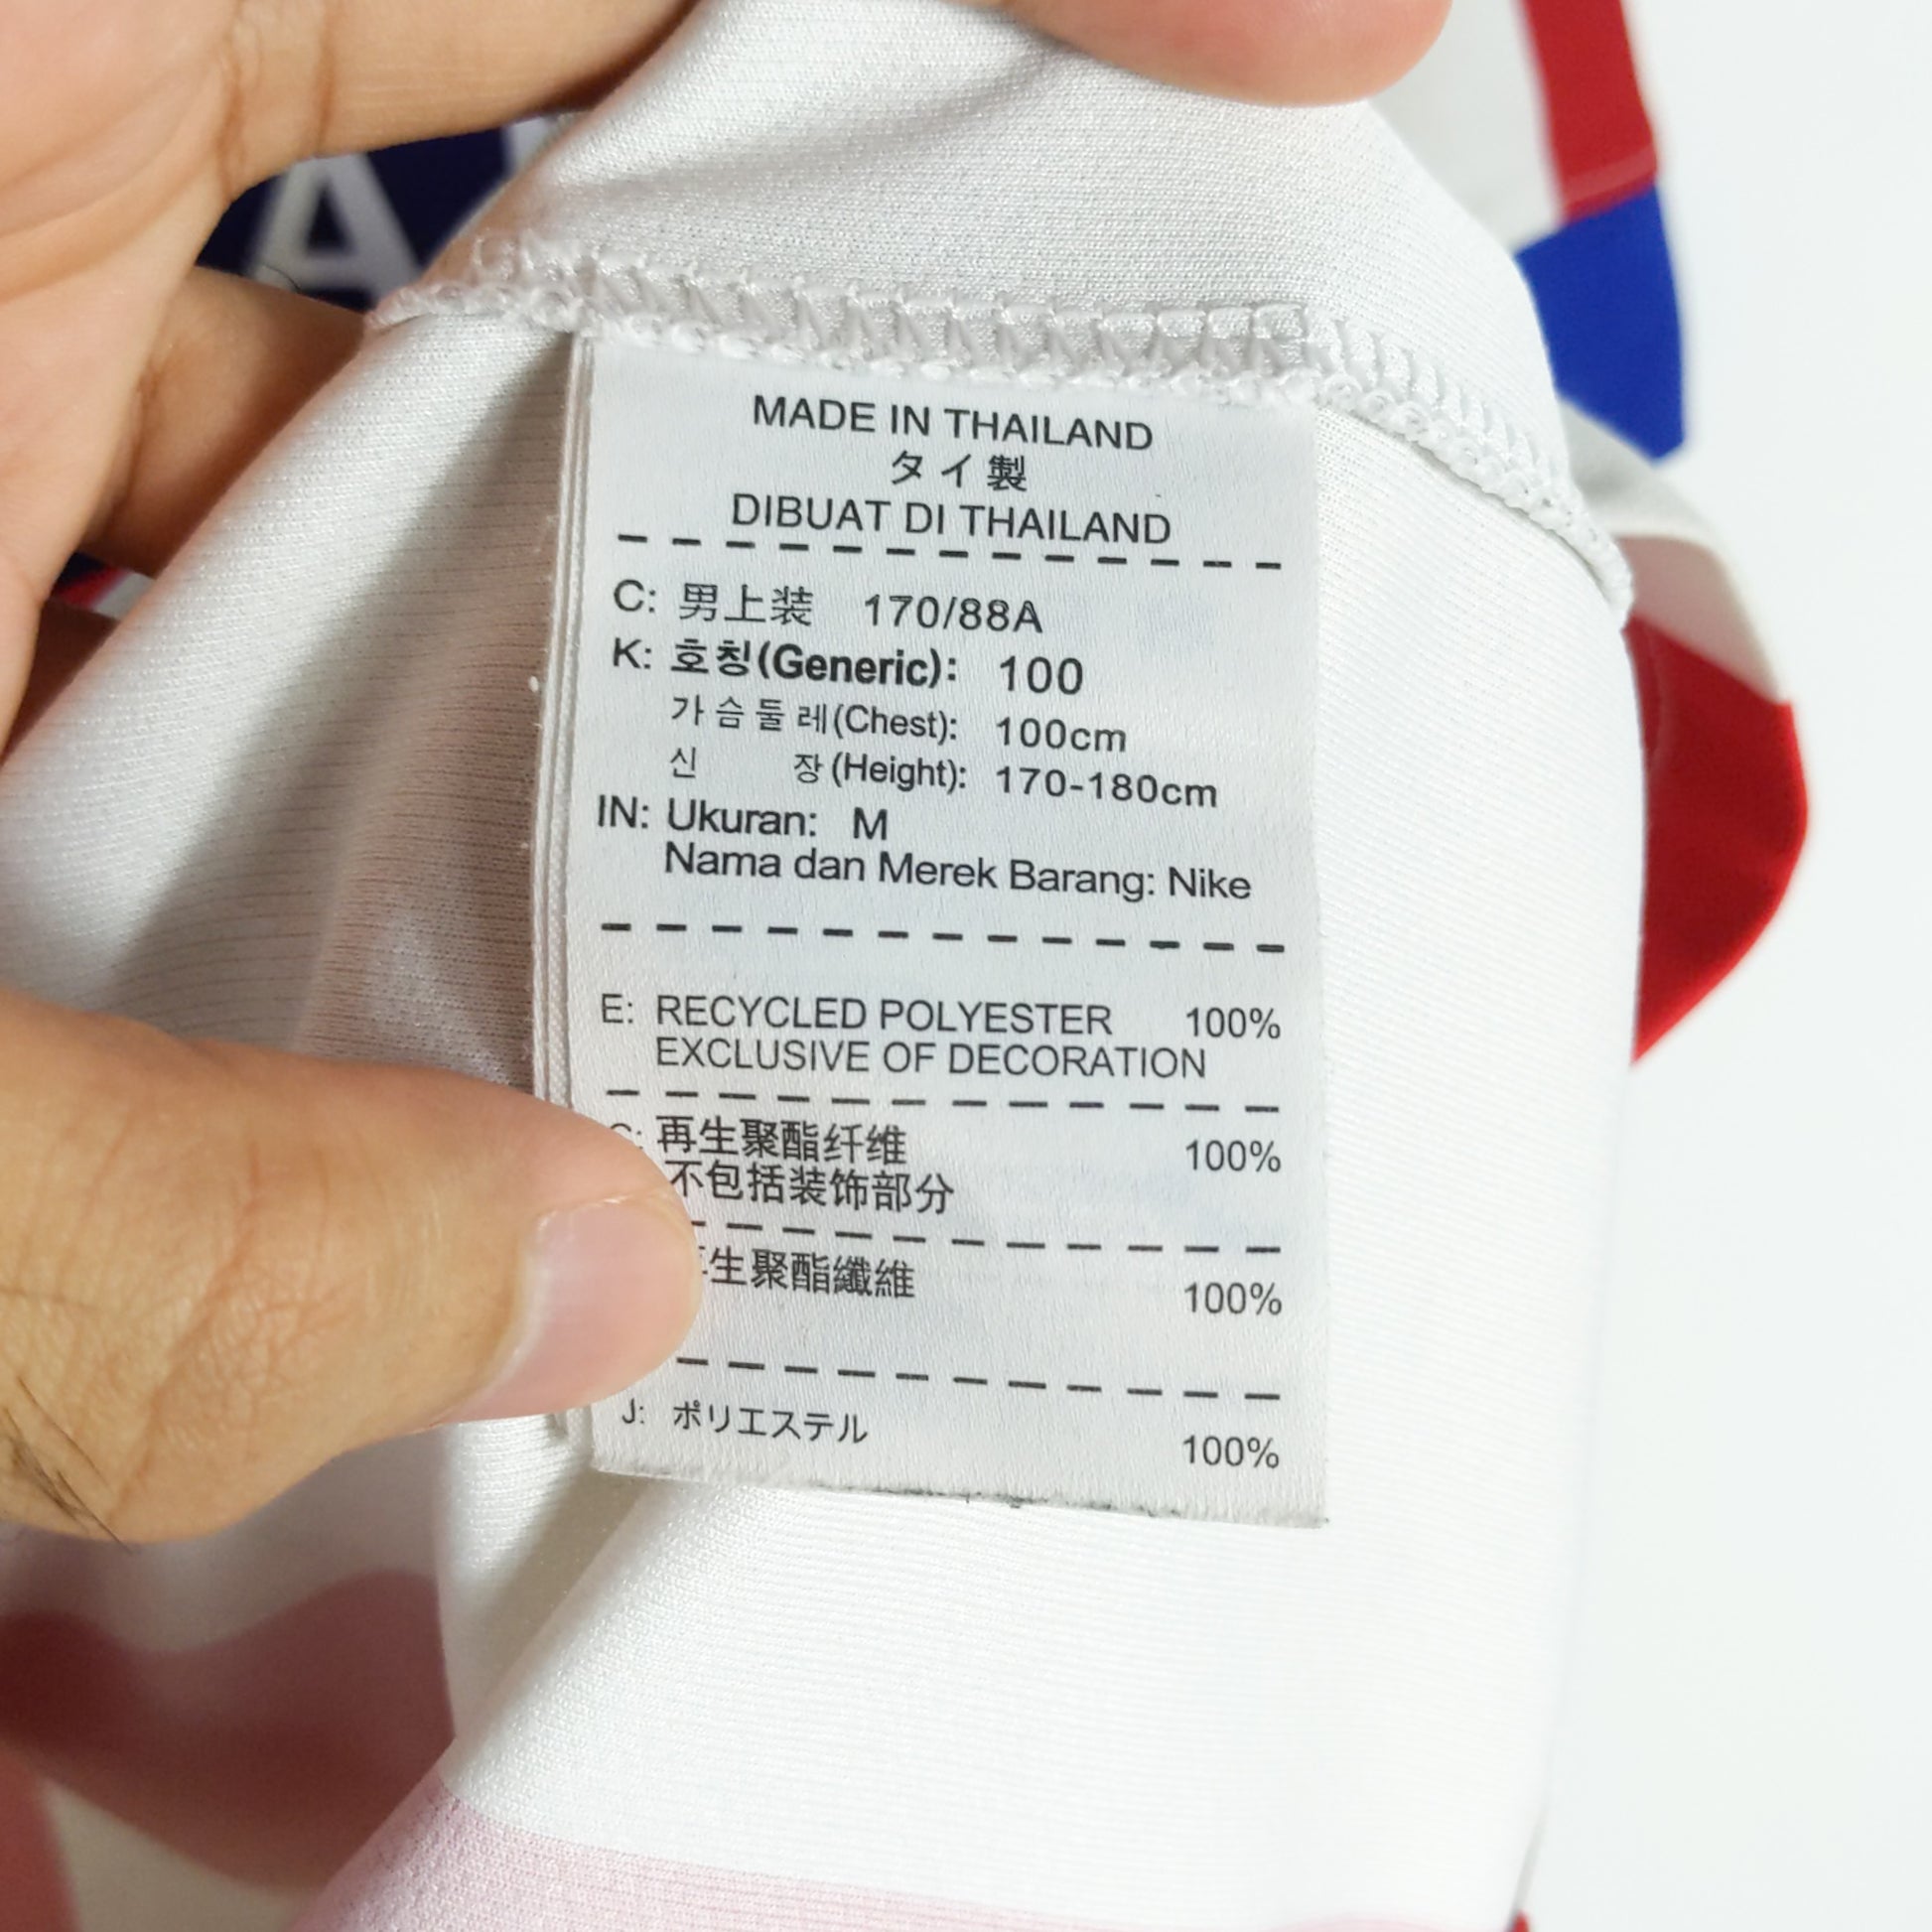 A
MADE IN THAILAND
タイ製
DIBUAT DI THAILAND
C: 男上装 170/88A
K: 호칭(Generic): 100
가슴둘레(Chest): 100cm
신 장(Height): 170-180cm
IN: Ukuran: M
Nama dan Merek Barang: Nike
E: RECYCLED POLYESTER 100%
EXCLUSIVE OF DECORATION
再生聚酯纤维 100%
不包括装饰部分
生聚酯纖維 100%
J: ポリエステル 100%